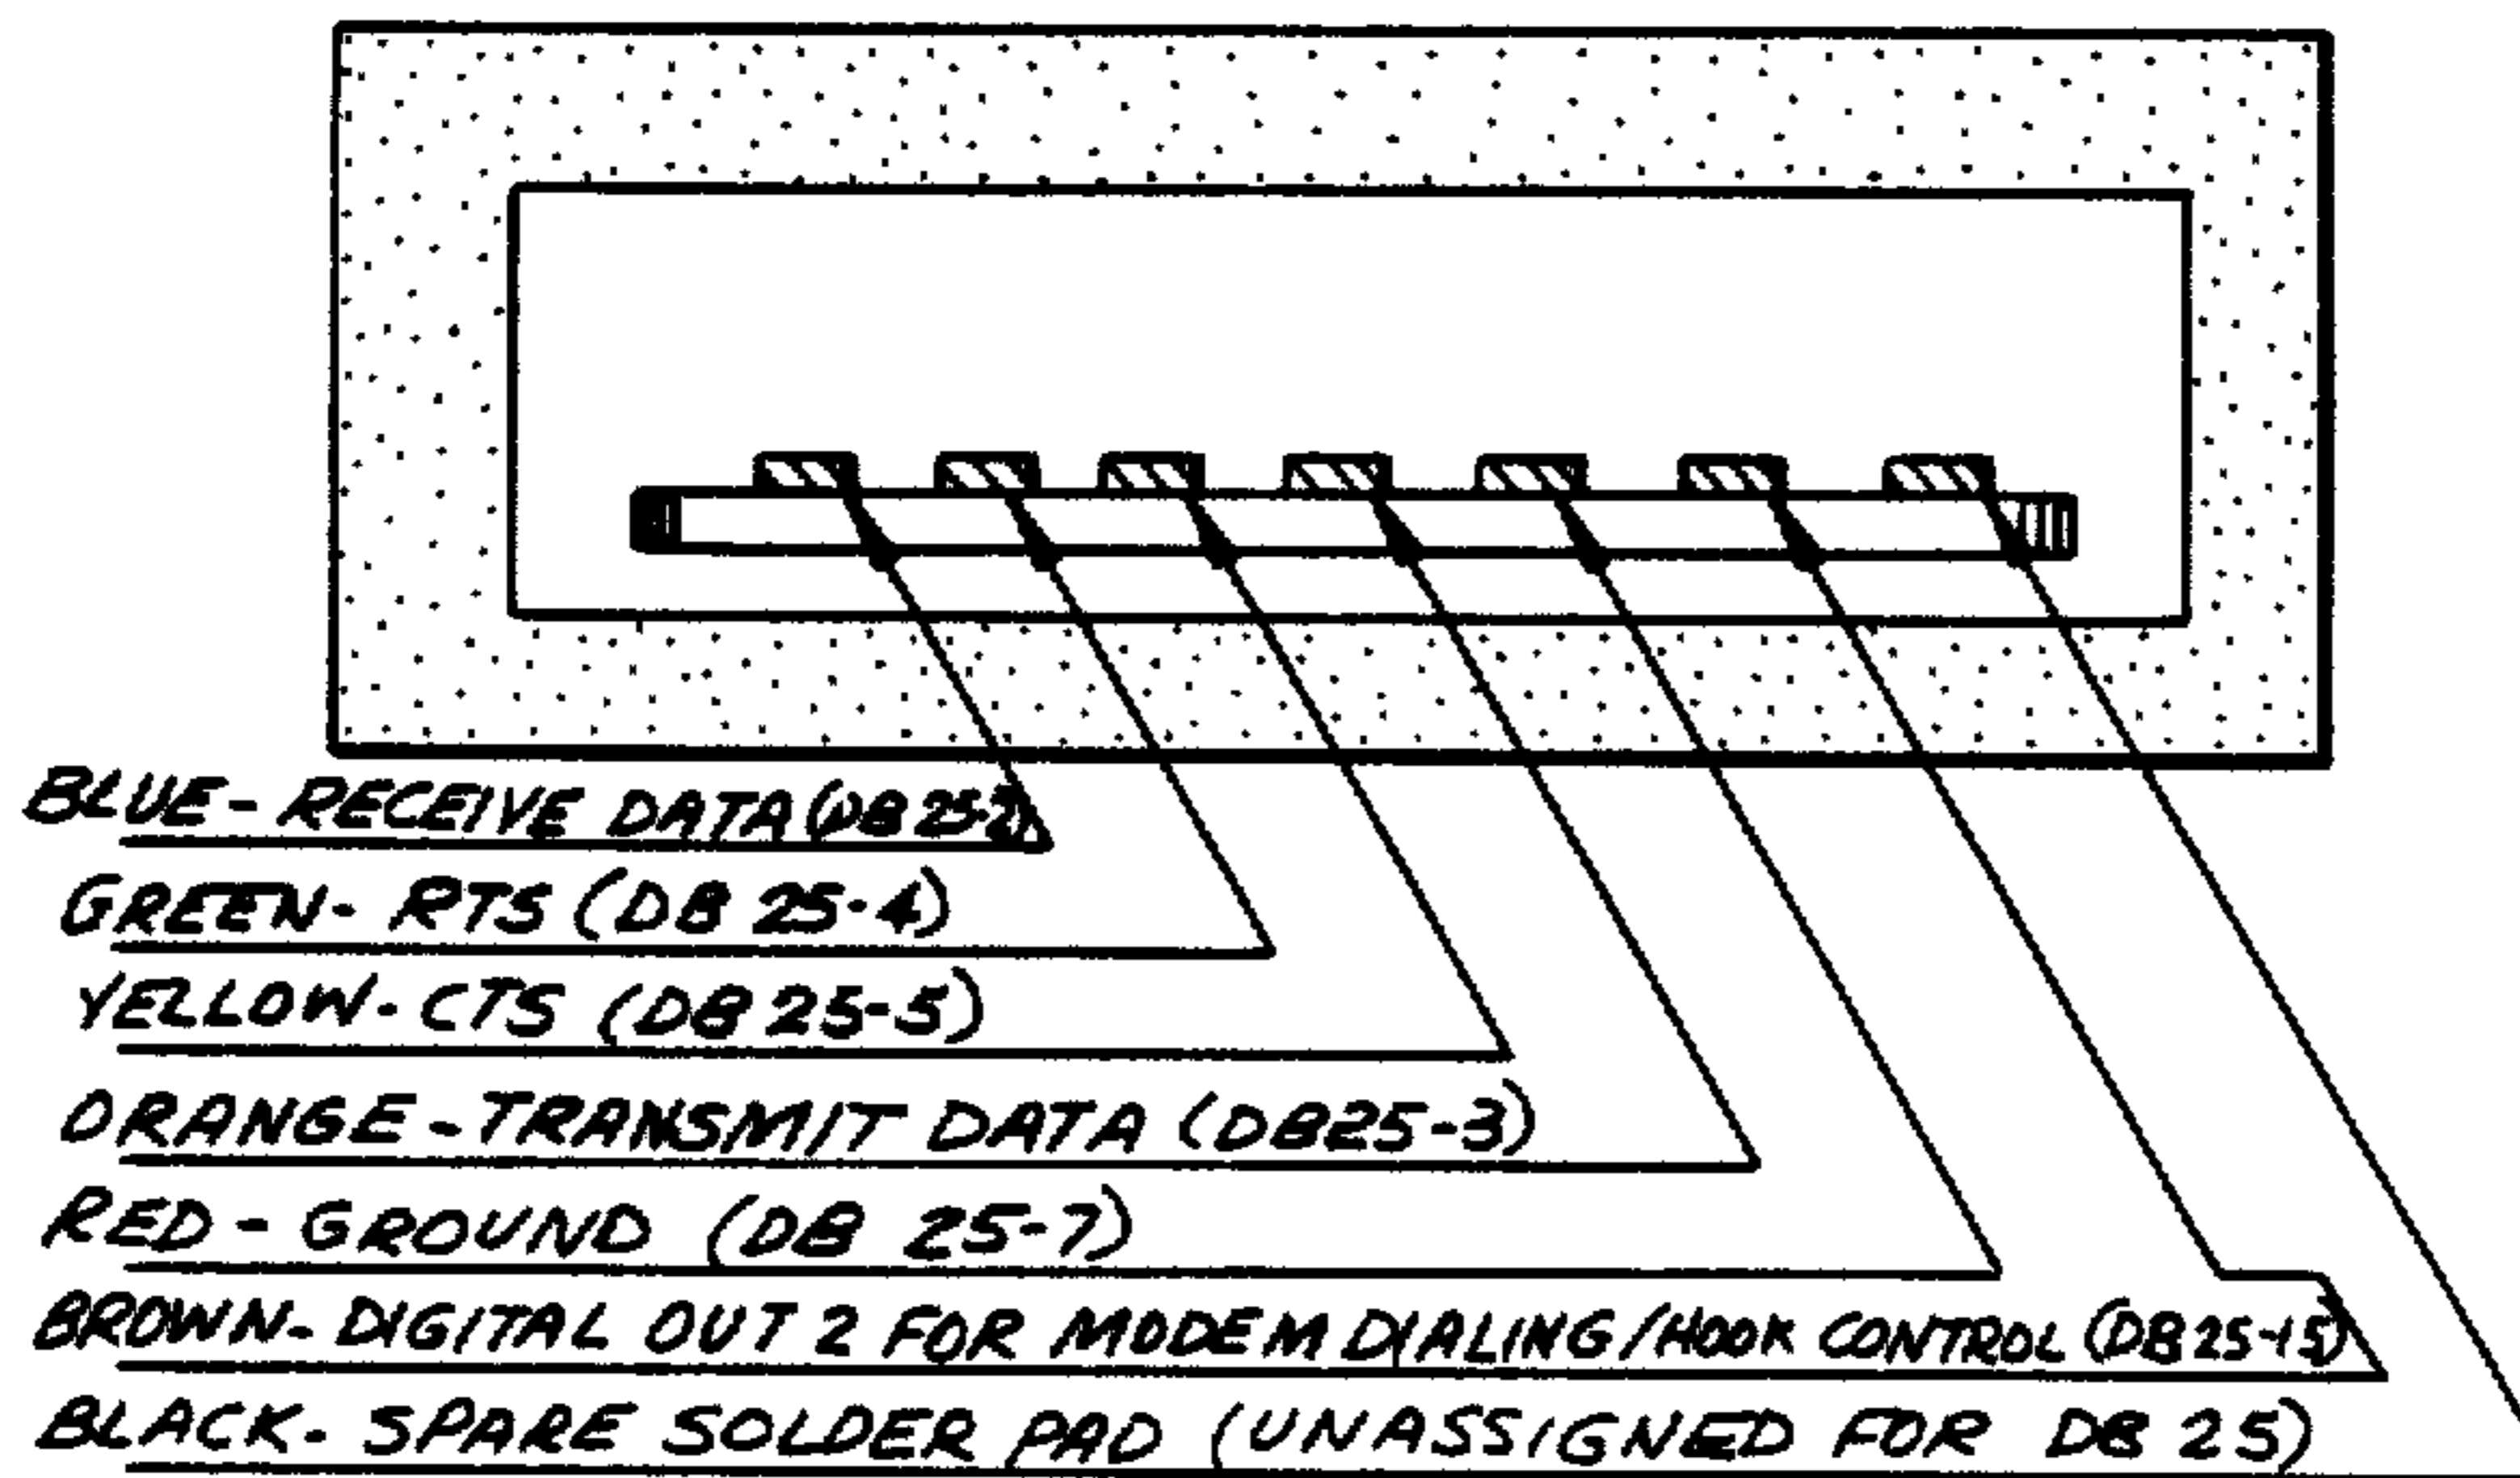 BLUE - RECEIVE DATA (DB 25-2)
GREEN - RTS (DB 25-4)
YELLOW - CTS (DB 25-5)
ORANGE - TRANSMIT DATA (DB25-3)
RED - GROUND (DB 25-7)
BROWN - DIGITAL OUT 2 FOR MODEM DIALING/HOOK CONTROL (DB 25-15)
BLACK - SPARE SOLDER PAD (UNASSIGNED FOR DB 25)